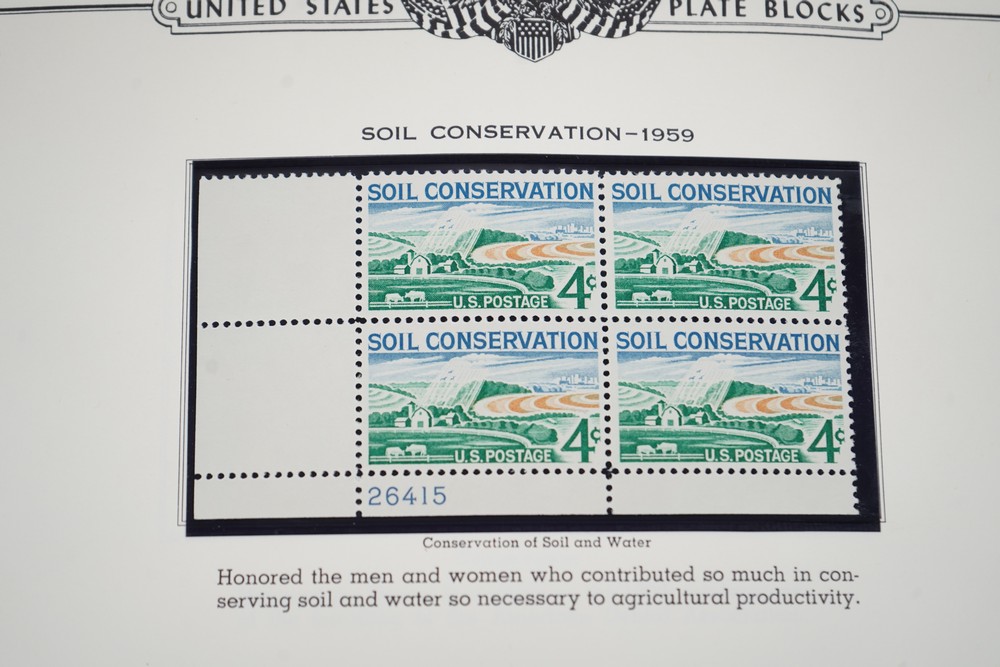 UNITED STATES PLATE BLOCKS
SOIL CONSERVATION-1959
SOIL CONSERVATION
4¢
U.S. POSTAGE
SOIL CONSERVATION
4¢
U.S. POSTAGE
SOIL CONSERVATION
4¢
U.S. POSTAGE
SOIL CONSERVATION
4¢
U.S. POSTAGE
26415
Conservation of Soil and Water
Honored the men and women who contributed so much in con-
serving soil and water so necessary to agricultural productivity.